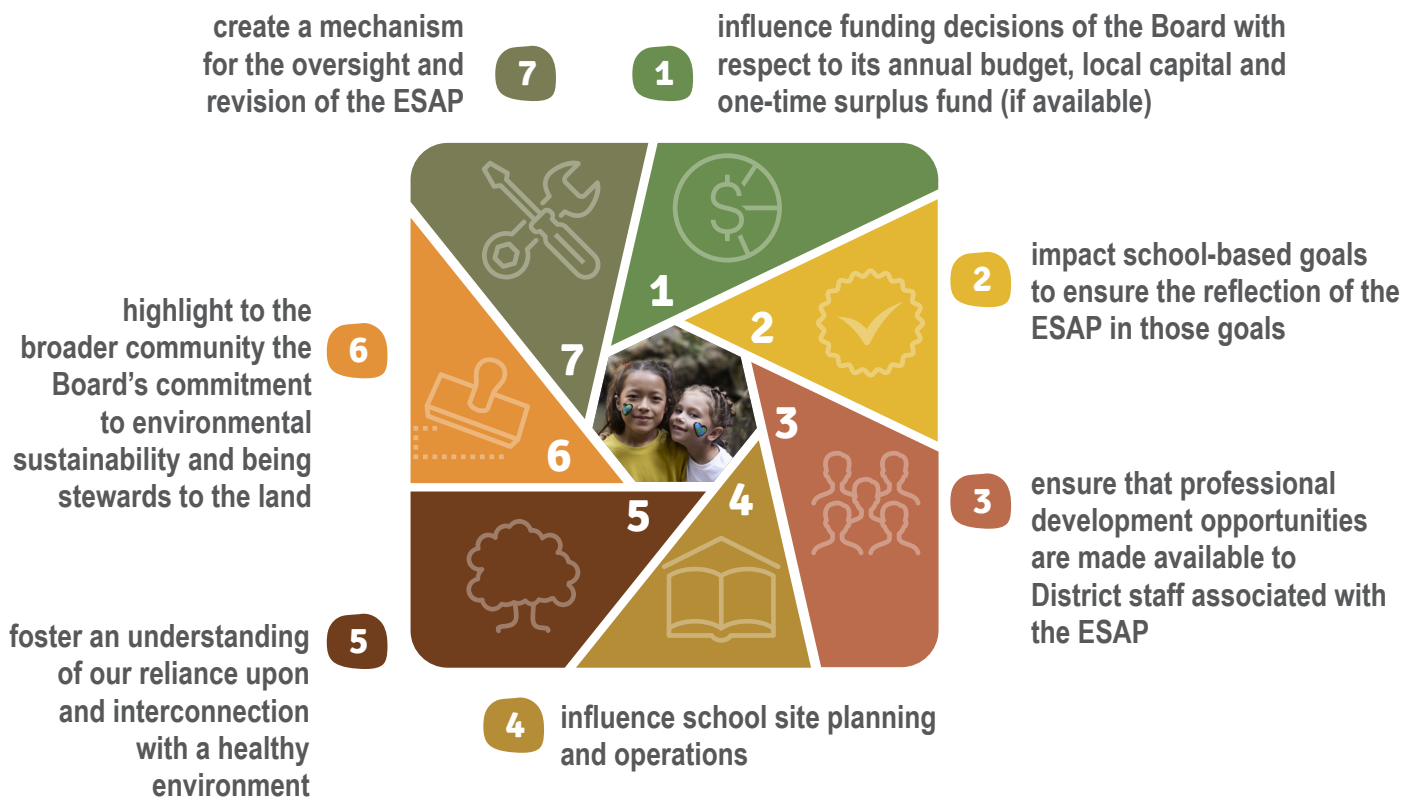 create a mechanism
for the oversight and
revision of the ESAP
7
1
influence funding decisions of the Board with
respect to its annual budget, local capital and
one-time surplus fund (if available)
2
impact school-based goals
to ensure the reflection of the
ESAP in those goals
3
ensure that professional
development opportunities
are made available to
District staff associated with
the ESAP
4
influence school site planning
and operations
5
foster an understanding
of our reliance upon
and interconnection
with a healthy
environment
6
highlight to the
broader community the
Board's commitment
to environmental
sustainability and being
stewards to the land
$
1
2
3
4
5
6
7